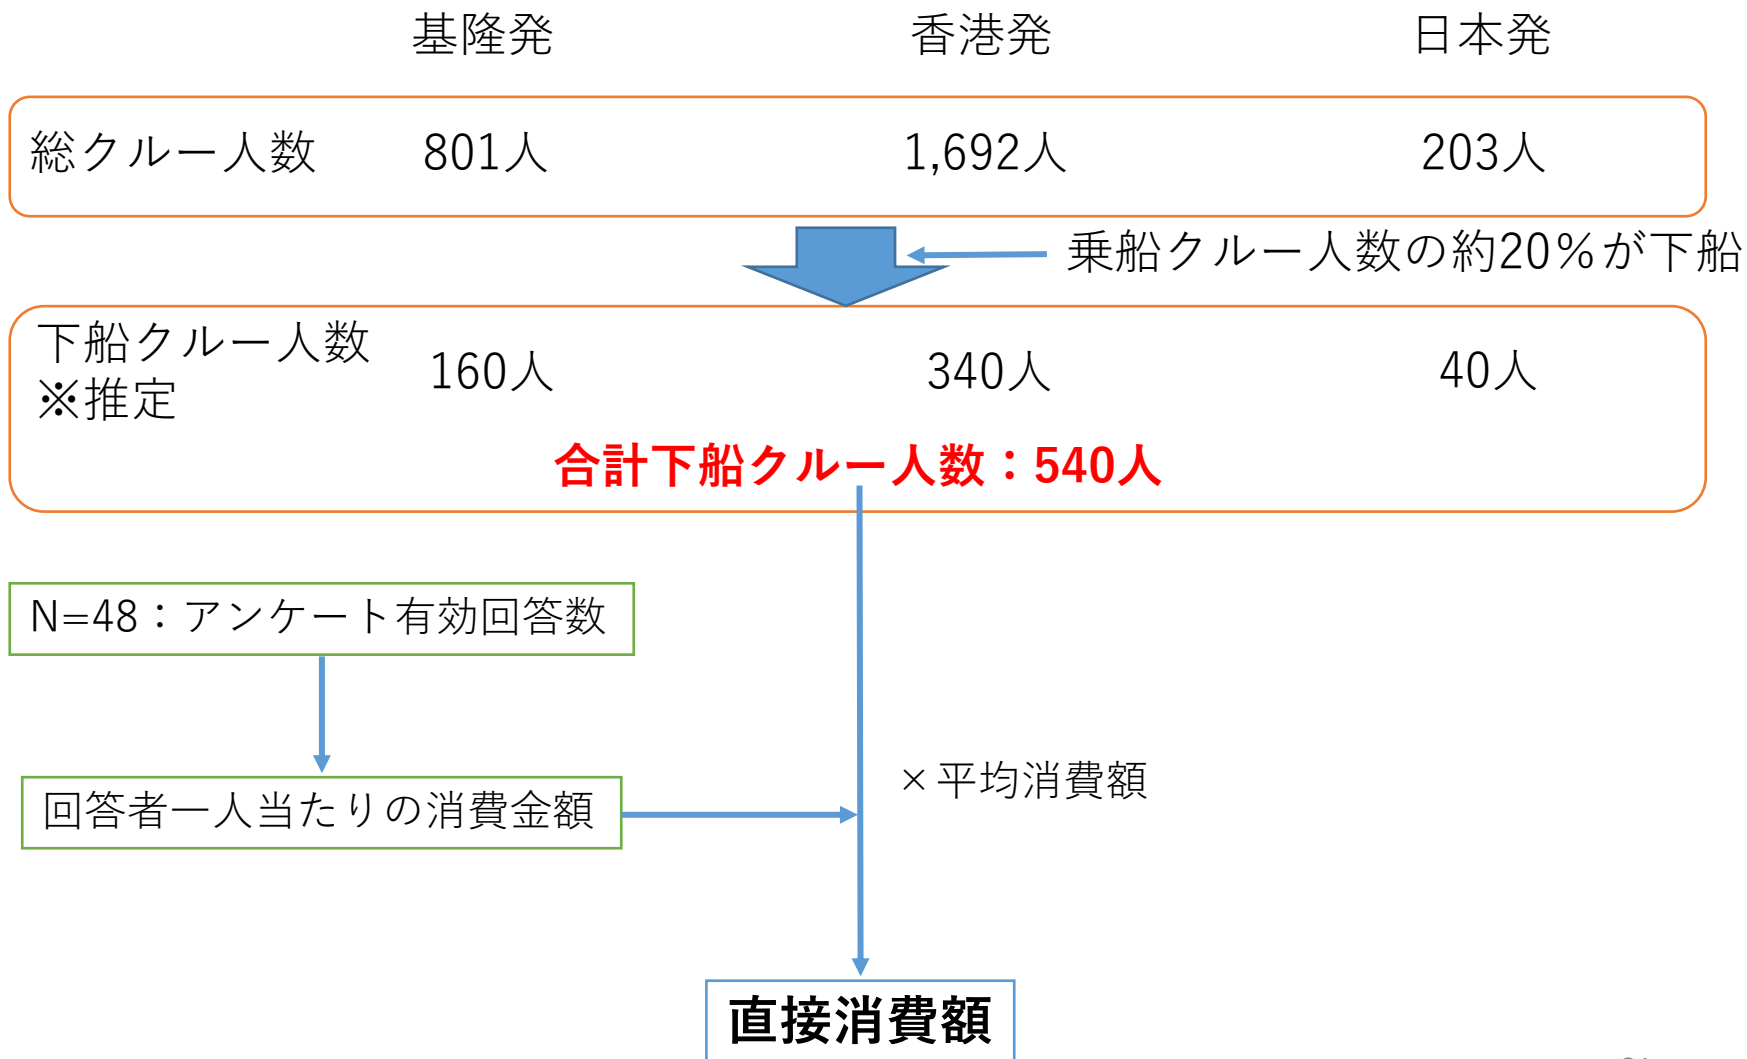 基隆発 香港発 日本発
総クルー人数 801人 1,692人 203人
乗船クルー人数の約20％が下船
下船クルー人数
※推定
160人 340人 40人
合計下船クルー人数：540人
N=48：アンケート有効回答数
×平均消費額
回答者一人当たりの消費金額
直接消費額